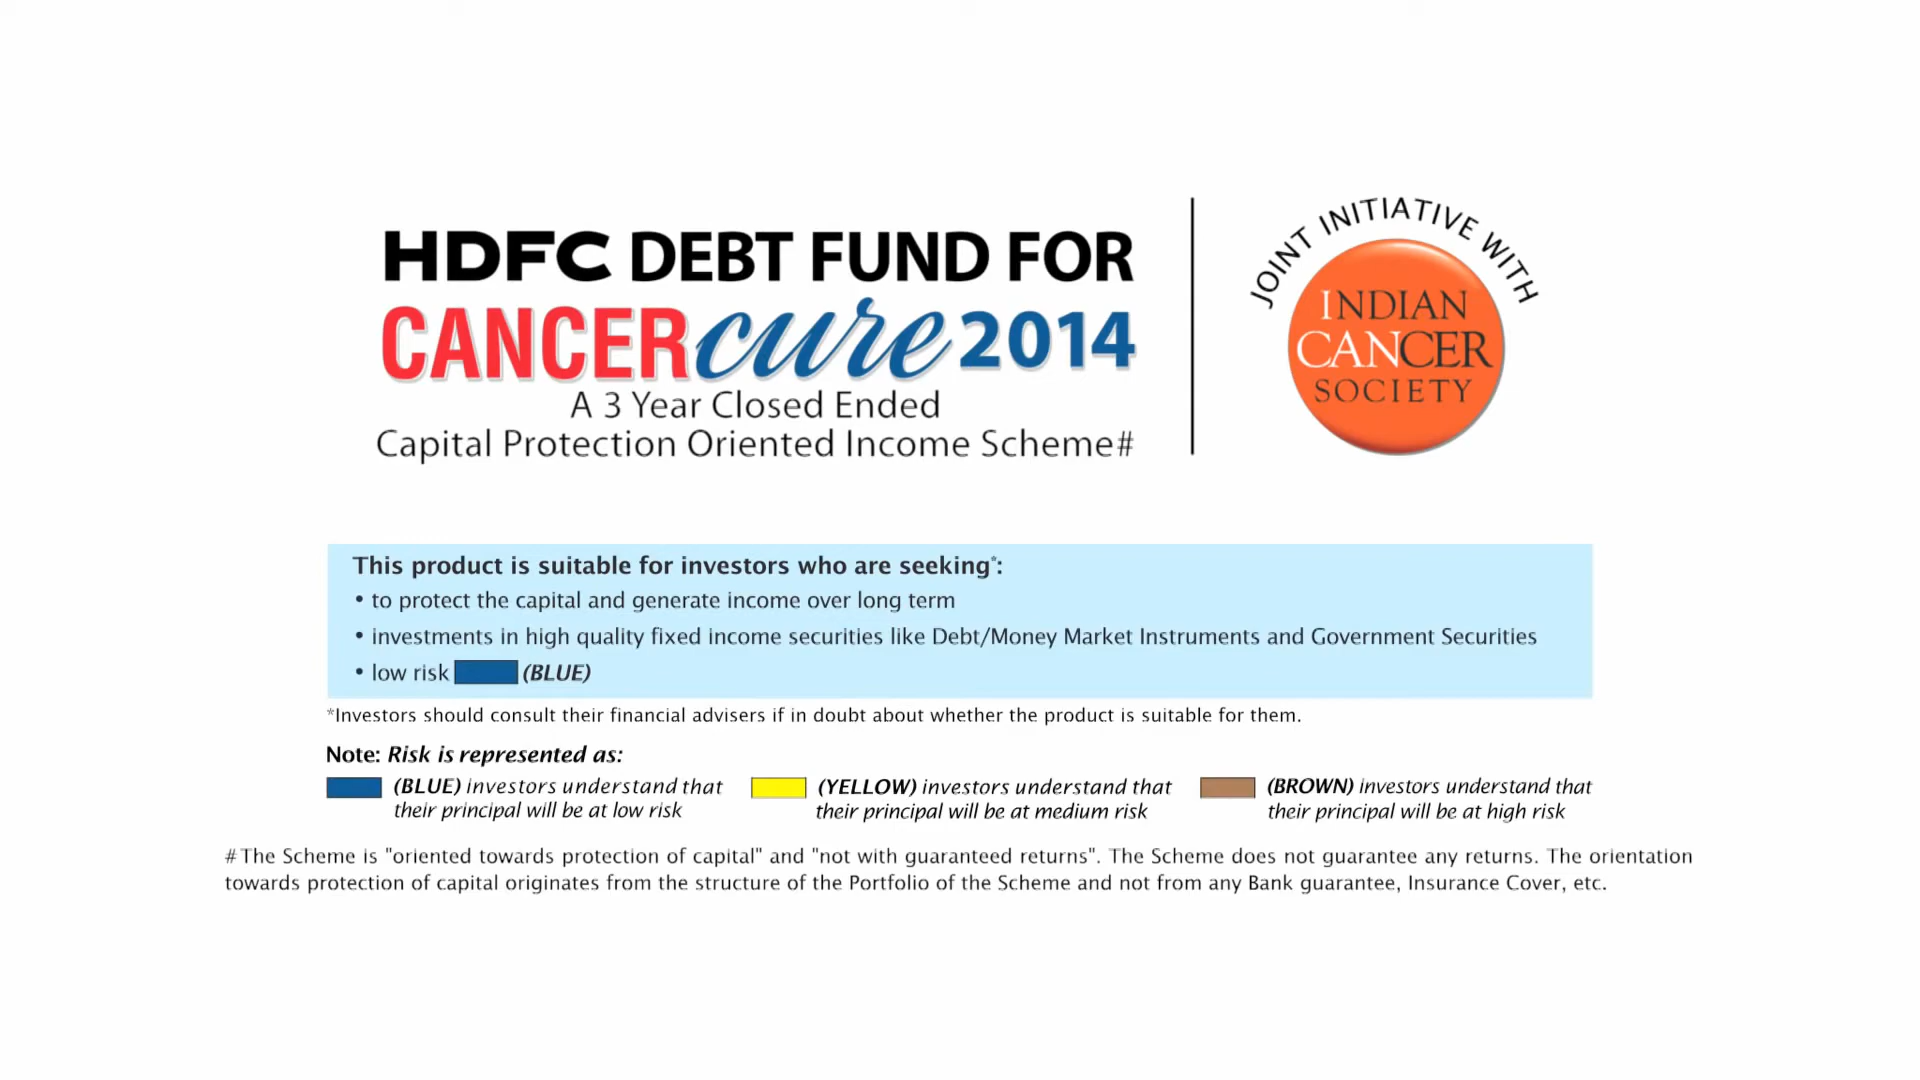 HDFC DEBT FUND FOR
CANCERcure 2014
A 3 Year Closed Ended
Capital Protection Oriented Income Scheme#
JOINT INITIATIVE WITH
INDIAN
CANCER
SOCIETY
This product is suitable for investors who are seeking*:
• to protect the capital and generate income over long term
• investments in high quality fixed income securities like Debt/Money Market Instruments and Government Securities
• low risk (BLUE)
*Investors should consult their financial advisers if in doubt about whether the product is suitable for them.
Note: Risk is represented as:
(BLUE) investors understand that
their principal will be at low risk
(YELLOW) investors understand that
their principal will be at medium risk
(BROWN) investors understand that
their principal will be at high risk
#The Scheme is "oriented towards protection of capital" and "not with guaranteed returns". The Scheme does not guarantee any returns. The orientation
towards protection of capital originates from the structure of the Portfolio of the Scheme and not from any Bank guarantee, Insurance Cover, etc.